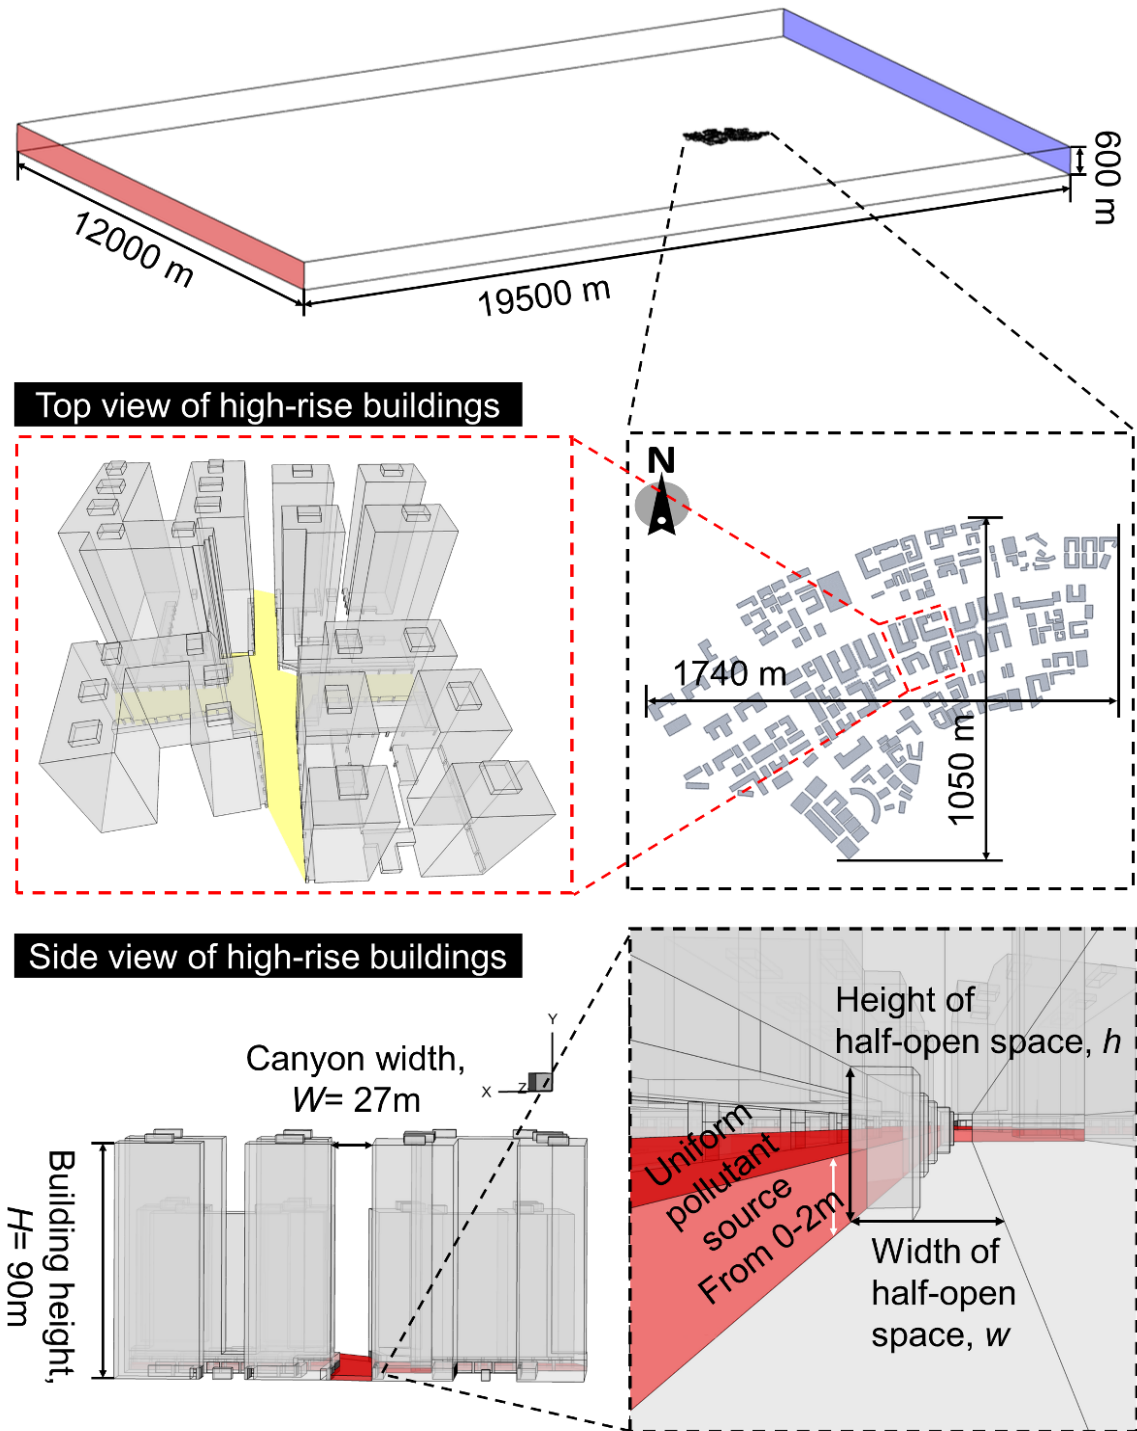 600 m
12000 m
19500 m
Top view of high-rise buildings
N
1740 m
1050 m
Side view of high-rise buildings
Canyon width,
W= 27m
Y
X
Z
Building height,
H= 90m
Height of
half-open space, h
Uniform
pollutant
source
From 0-2m
Width of
half-open
space, w